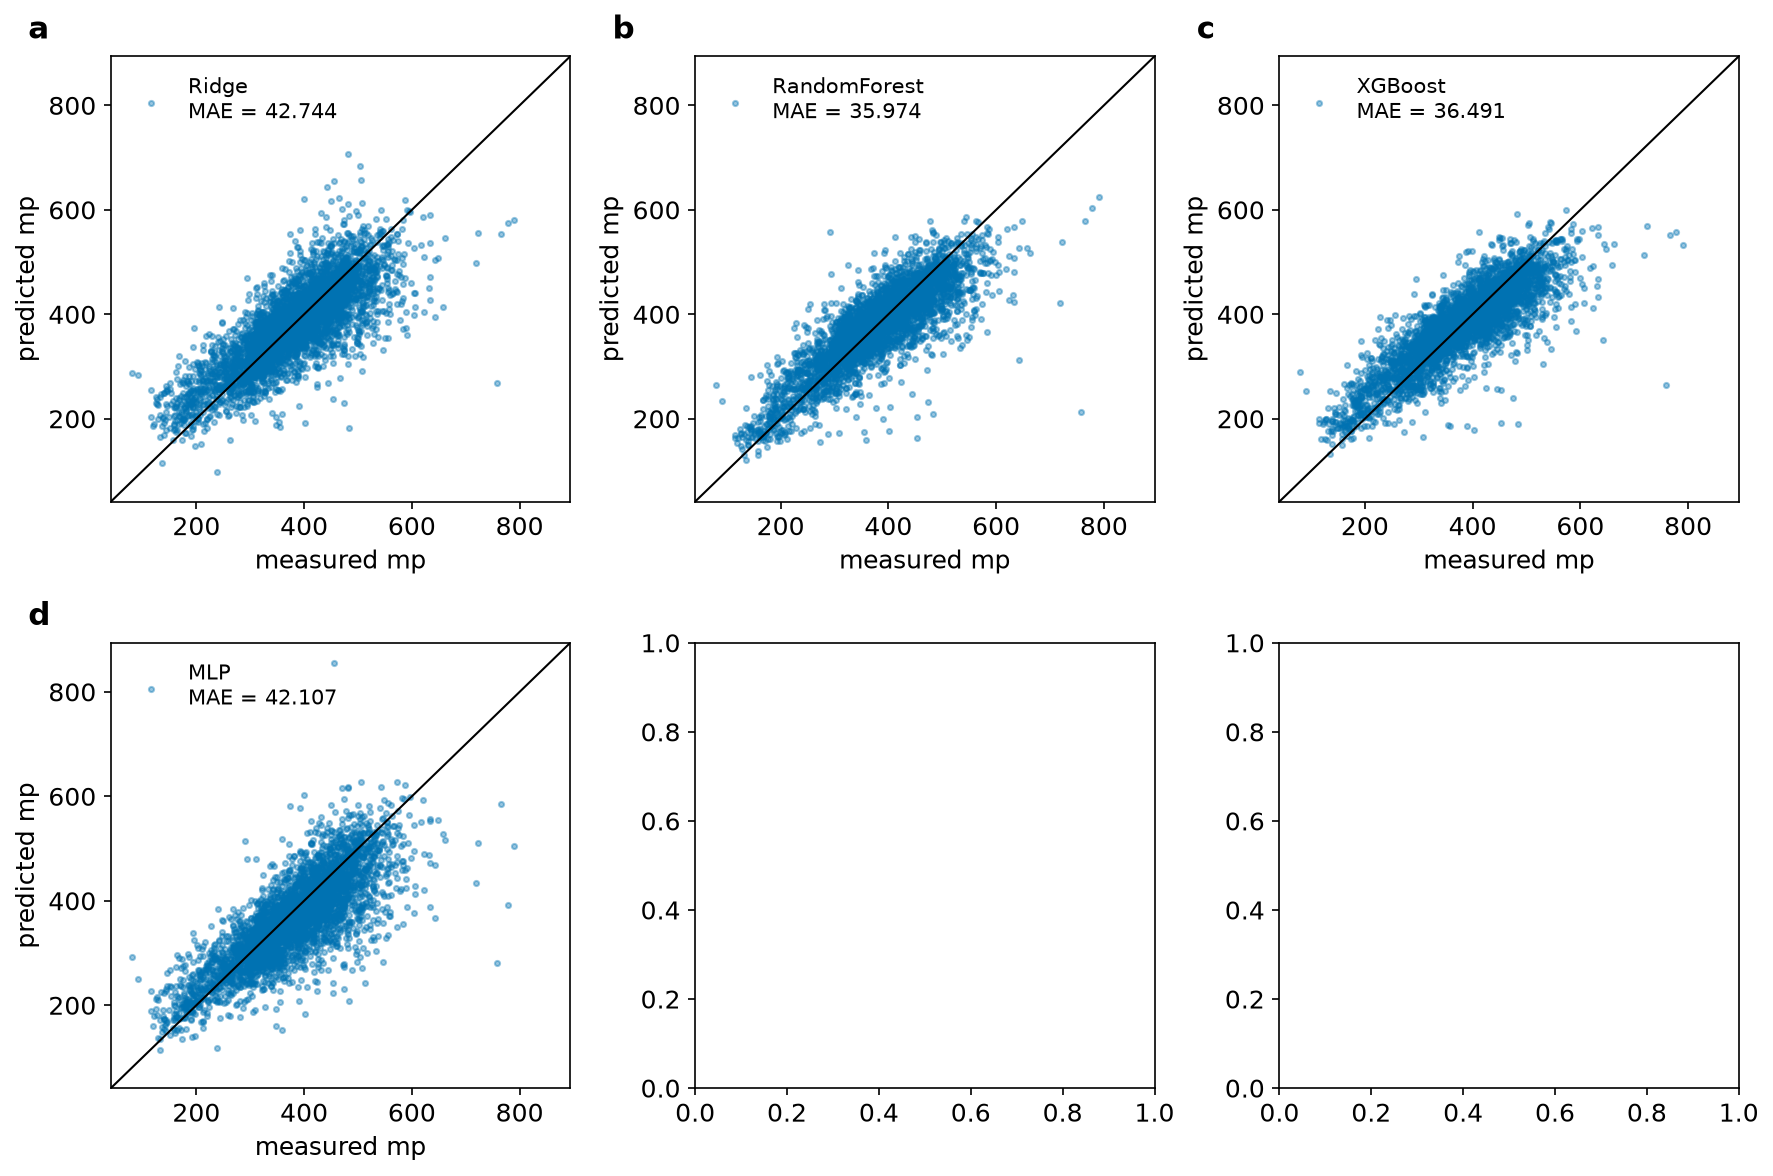 a
Ridge
MAE = 42.744
800
600
400
200
predicted mp
200 400 600 800
measured mp
b
RandomForest
MAE = 35.974
800
600
400
200
predicted mp
200 400 600 800
measured mp
c
XGBoost
MAE = 36.491
800
600
400
200
predicted mp
200 400 600 800
measured mp
d
MLP
MAE = 42.107
800
600
400
200
predicted mp
200 400 600 800
measured mp
1.0
0.8
0.6
0.4
0.2
0.0
0.0 0.2 0.4 0.6 0.8 1.0
1.0
0.8
0.6
0.4
0.2
0.0
0.0 0.2 0.4 0.6 0.8 1.0